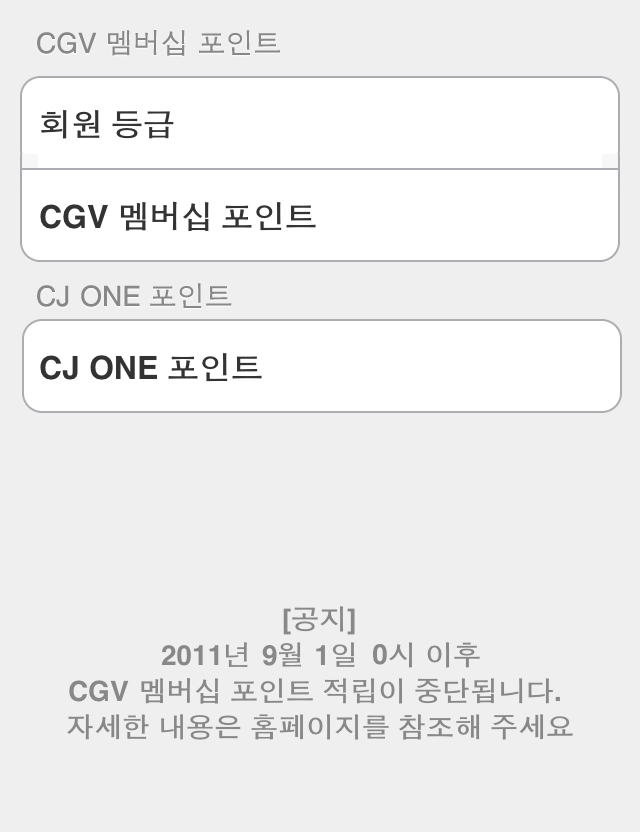 CGV 멤버십 포인트
회원 등급
CGV 멤버십 포인트
CJ ONE 포인트
CJ ONE 포인트
[공지]
2011년 9월 1일 0시 이후
CGV 멤버십 포인트 적립이 중단됩니다.
자세한 내용은 홈페이지를 참조해 주세요